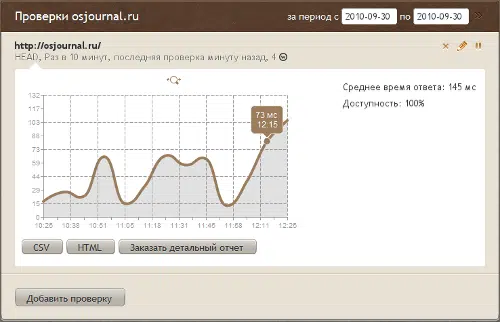 Проверки osjournal.ru
за период с 2010-09-30 по 2010-09-30
http://osjournal.ru/
HEAD, Раз в 10 минут, последняя проверка минуту назад, 4
Среднее время ответа: 145 мс
Доступность: 100%
132
117
103
88
73
59
44
29
15
0
73 мс
12:15
10:25 10:38 10:51 11:05 11:18 11:31 11:45 11:58 12:11 12:25
CSV HTML Заказать детальный отчет
Добавить проверку